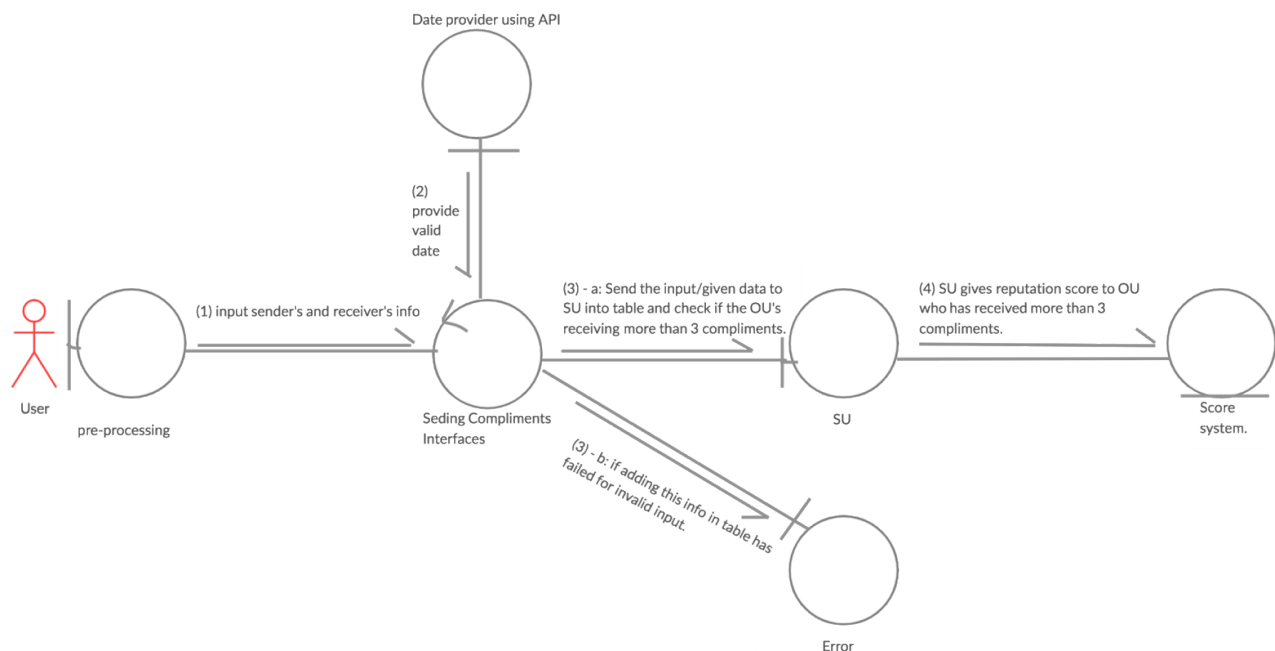 Date provider using API
(2)
provide
valid
date
(3) - a: Send the input/given data to
SU into table and check if the OU's
receiving more than 3 compliments.
(4) SU gives reputation score to OU
who has received more than 3
compliments.
(1) input sender's and receiver's info
User
pre-processing
Seding Compliments
Interfaces
SU
Score
system.
(3) - b: if adding this info in table has
failed for invalid input.
Error